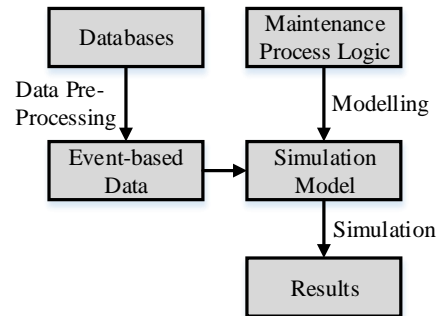 Databases
Maintenance
Process Logic
Data Pre-
Processing
Modelling
Event-based
Data
Simulation
Model
Simulation
Results